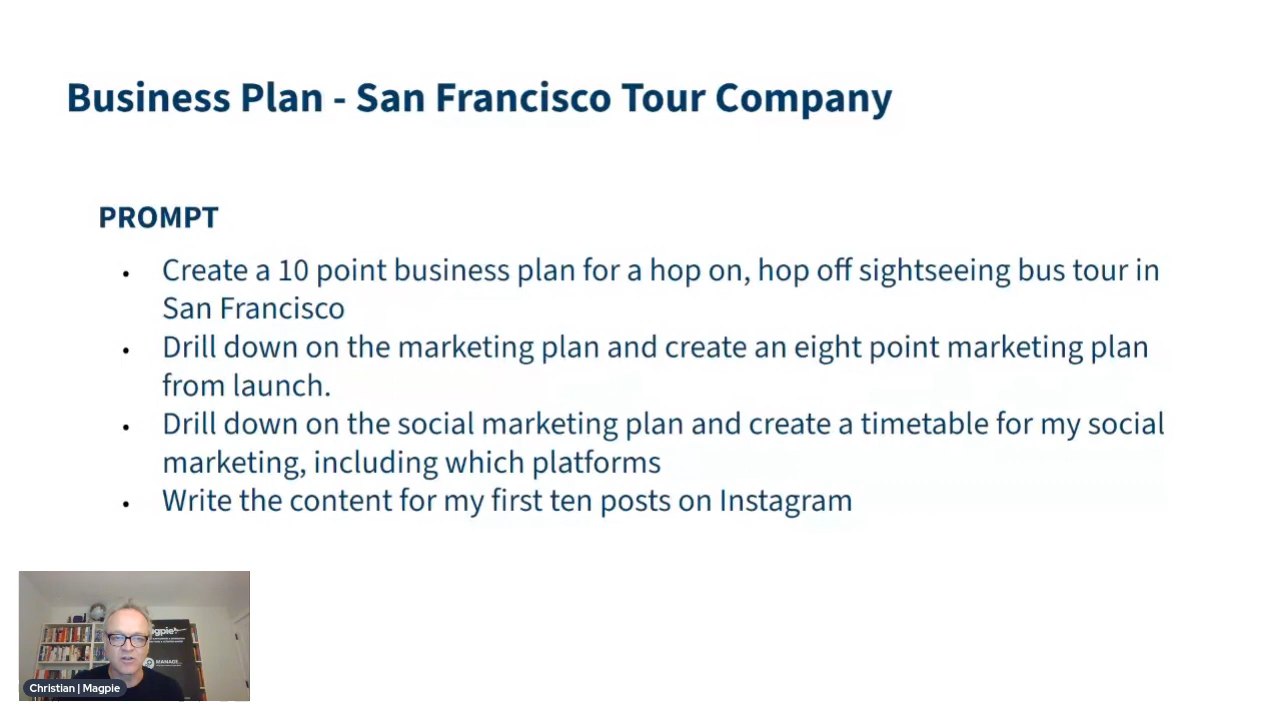 Business Plan - San Francisco Tour Company
PROMPT
• Create a 10 point business plan for a hop on, hop off sightseeing bus tour in
San Francisco
• Drill down on the marketing plan and create an eight point marketing plan
from launch.
• Drill down on the social marketing plan and create a timetable for my social
marketing, including which platforms
• Write the content for my first ten posts on Instagram
gpie
MANAGE
Christian | Magpie